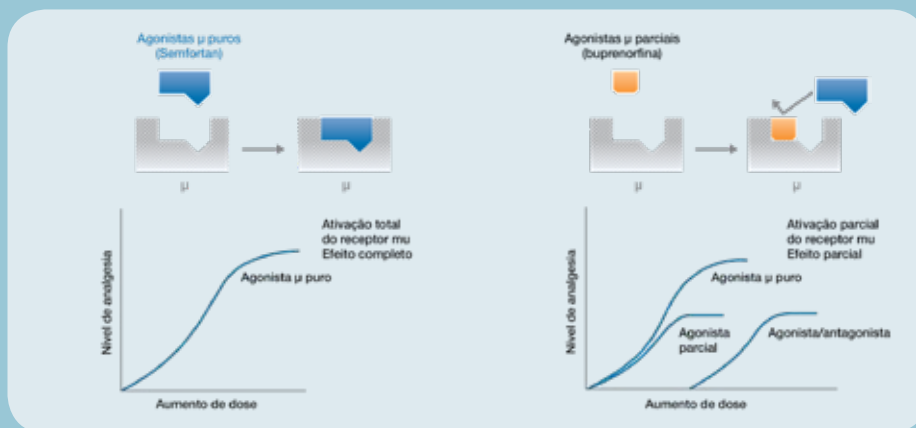 Agonistas µ puros
(Semfortan)
µ
µ
Nível de analgesia
Ativação total
do receptor mu
Efeito completo
Agonista µ puro
Aumento de dose
Agonistas µ parciais
(buprenorfina)
µ
µ
Nível de analgesia
Ativação parcial
do receptor mu
Efeito parcial
Agonista µ puro
Agonista
parcial
Agonista/antagonista
Aumento de dose